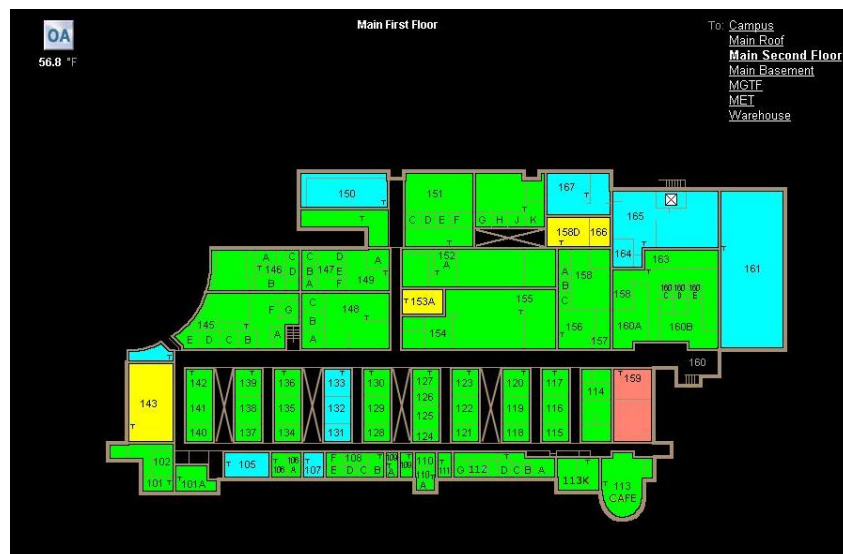 OA
Main First Floor
56.8 °F
To: Campus
Main Roof
Main Second Floor
Main Basement
MGTF
MET
Warehouse
150
T
151
C D E F
T
T
G H J K
167
T
158D 166
T
165
164
T
161
T
A C
T 146 D
B
C D
B 147 E A
A F 149 T
152
T
A
A
B 158
C
163
T
158
160 160 160
C D E
160A 160B
T 153A
155
T
154
156
157
F G
145 T
E D C B A
C
B 148
A T
160
T
143
T
T
142
141
140
T
139
138
137
T
136
135
134
T
133
132
131
T
130
129
128
T
127
126
125
124
T
123
122
121
T
120
119
118
T
117
116
115
114
T
159
102
101 T
T
101A
T 105
T
106
A
T
107
F 108 T
E D C B
109
T
A
T
109
110
110
A
T
111
G 112 D C B A
T
T
113K
T 113
CAFE